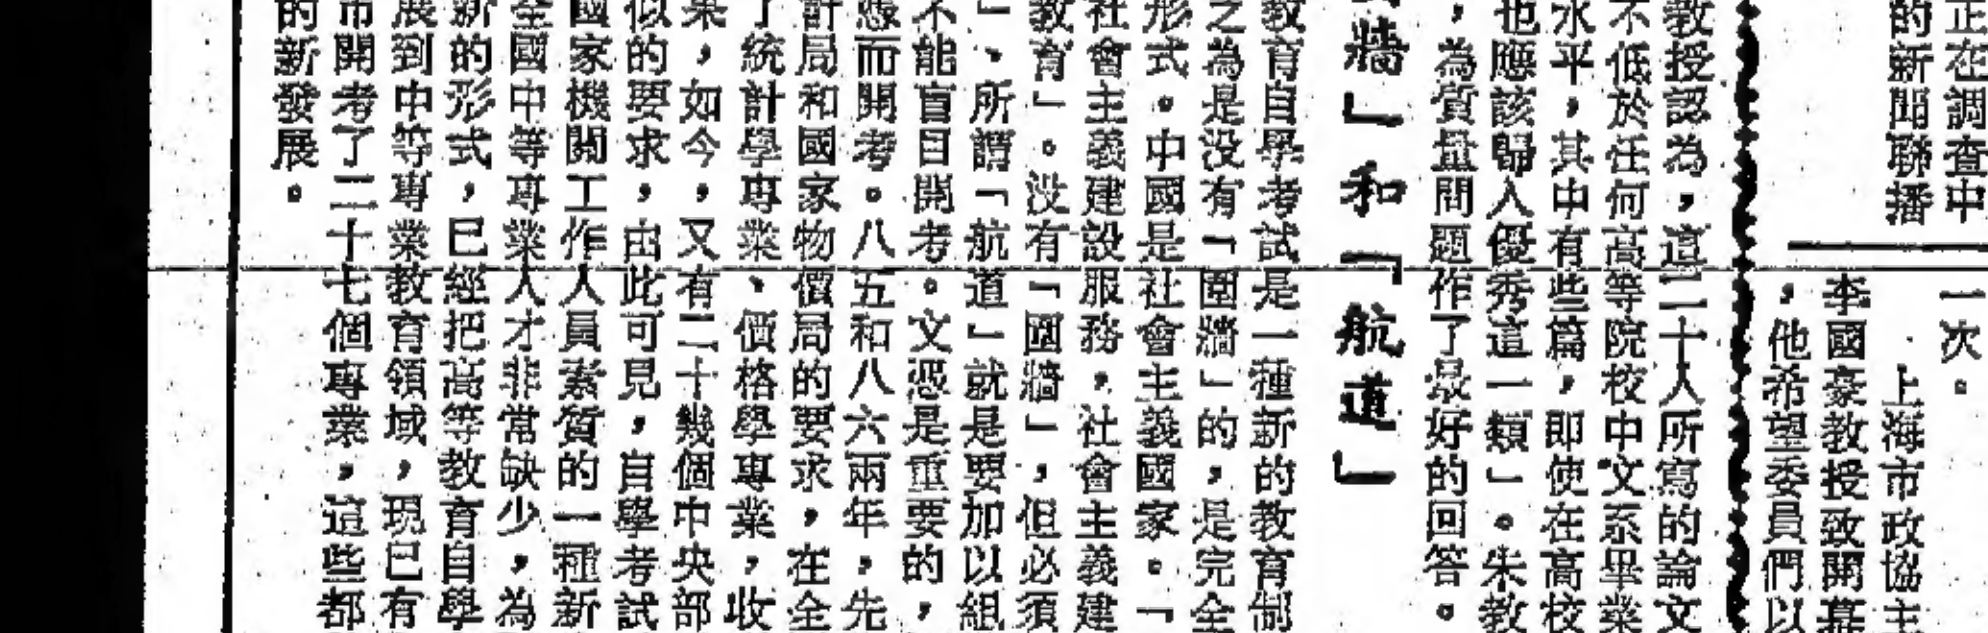 正在調查中
的新聞聯播
一次。
上海市政協主
李國豪教授致開幕
，他希望委員們以
教授認為，這二十人所寫的論文
不低於任何高等院校中文系畢業
水平，其中有些篇，即使在高校
也應該歸入優秀這一類」。朱教
，為質量問題作了最好的回答。
牆」和「航道」
教育自學考試是一種新的教育制
之為是没有「圍牆」的，是完全
形式。中國是社會主義國家。「
社會主義建設服務，社會主義建
教育」。没有「圍牆」，但必須
」、所謂「航道」就是要加以組
不能盲目開考。文憑是重要的，
憑而開考。八五和八六兩年，先
計局和國家物價局的要求，在全
了統計學專業、價格學專業，收
果，如今，又有二十幾個中央部
似的要求，由此可見，自學考試
國家機關工作人員素質的一種新
全國中等專業人才非常缺少，為
新的形式，已經把高等教育自學
展到中等專業教育領域，現已有
市開考了二十七個專業，這些都
的新發展。